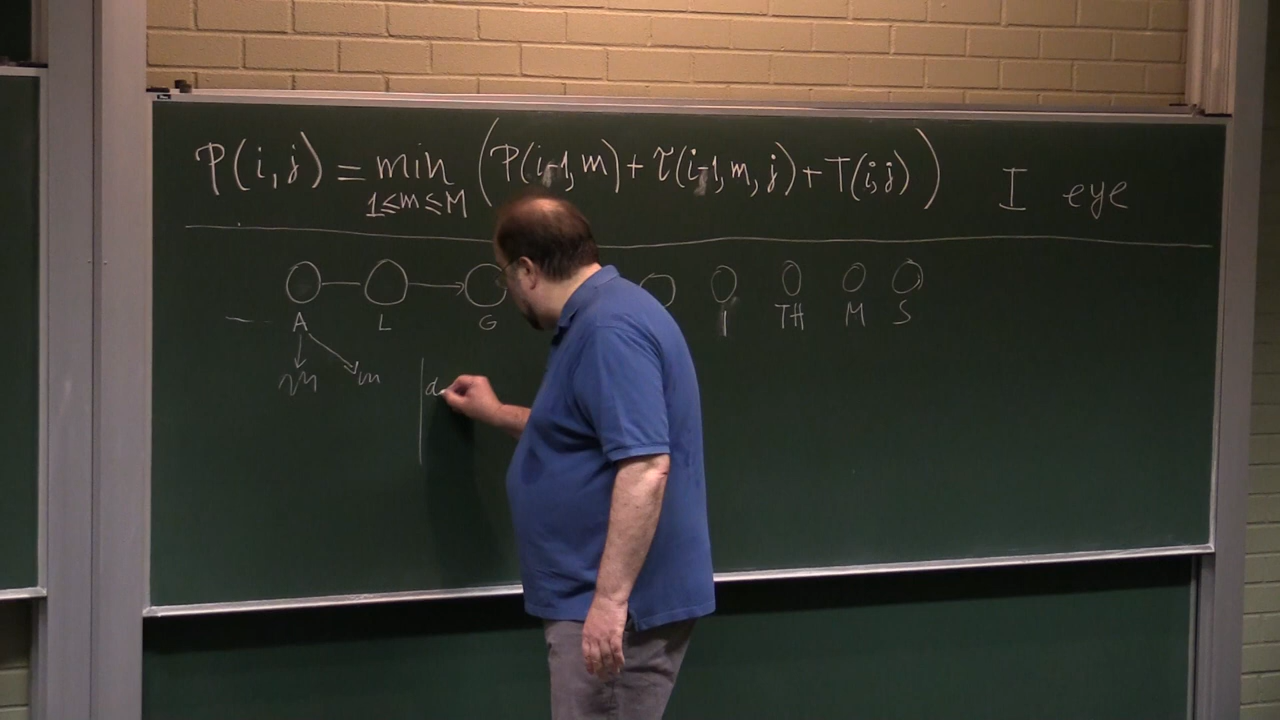 P(i,j) = min (P(i-1,m) + τ(i-1,m,j) + T(i,j)) I eye
1≤m≤M
A L G I TH M S